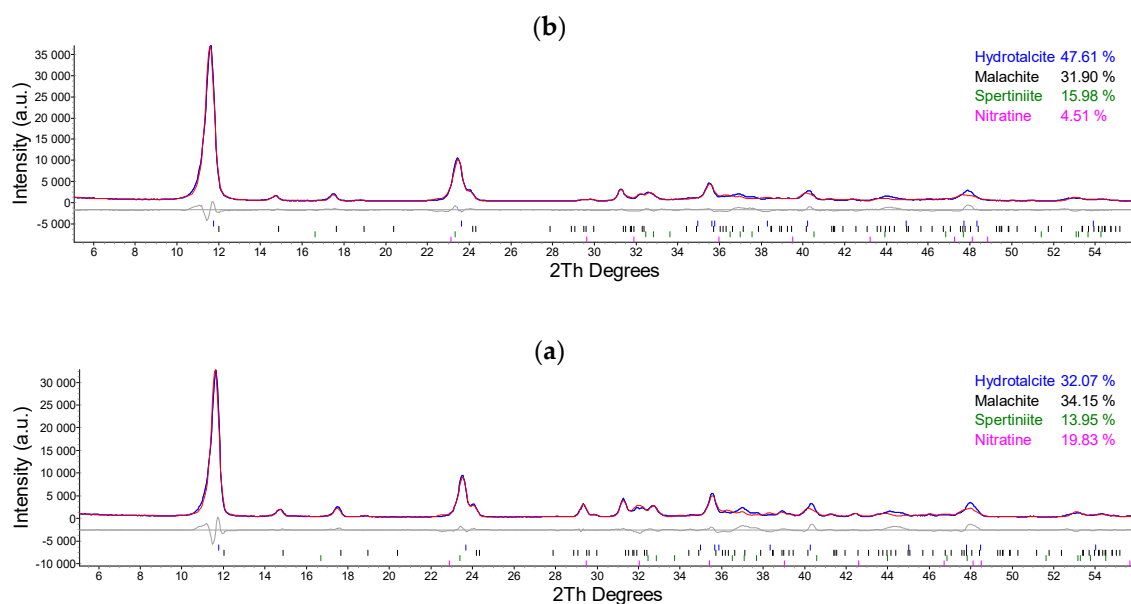 (b)
Intensity (a.u.)
35 000
30 000
25 000
20 000
15 000
10 000
5 000
0
-5 000
Hydrotalcite 47.61 %
Malachite 31.90 %
Spertiniite 15.98 %
Nitratine 4.51 %
6 8 10 12 14 16 18 20 22 24 26 28 30 32 34 36 38 40 42 44 46 48 50 52 54
2Th Degrees
(a)
Intensity (a.u.)
30 000
25 000
20 000
15 000
10 000
5 000
0
-5 000
-10 000
Hydrotalcite 32.07 %
Malachite 34.15 %
Spertiniite 13.95 %
Nitratine 19.83 %
6 8 10 12 14 16 18 20 22 24 26 28 30 32 34 36 38 40 42 44 46 48 50 52 54
2Th Degrees